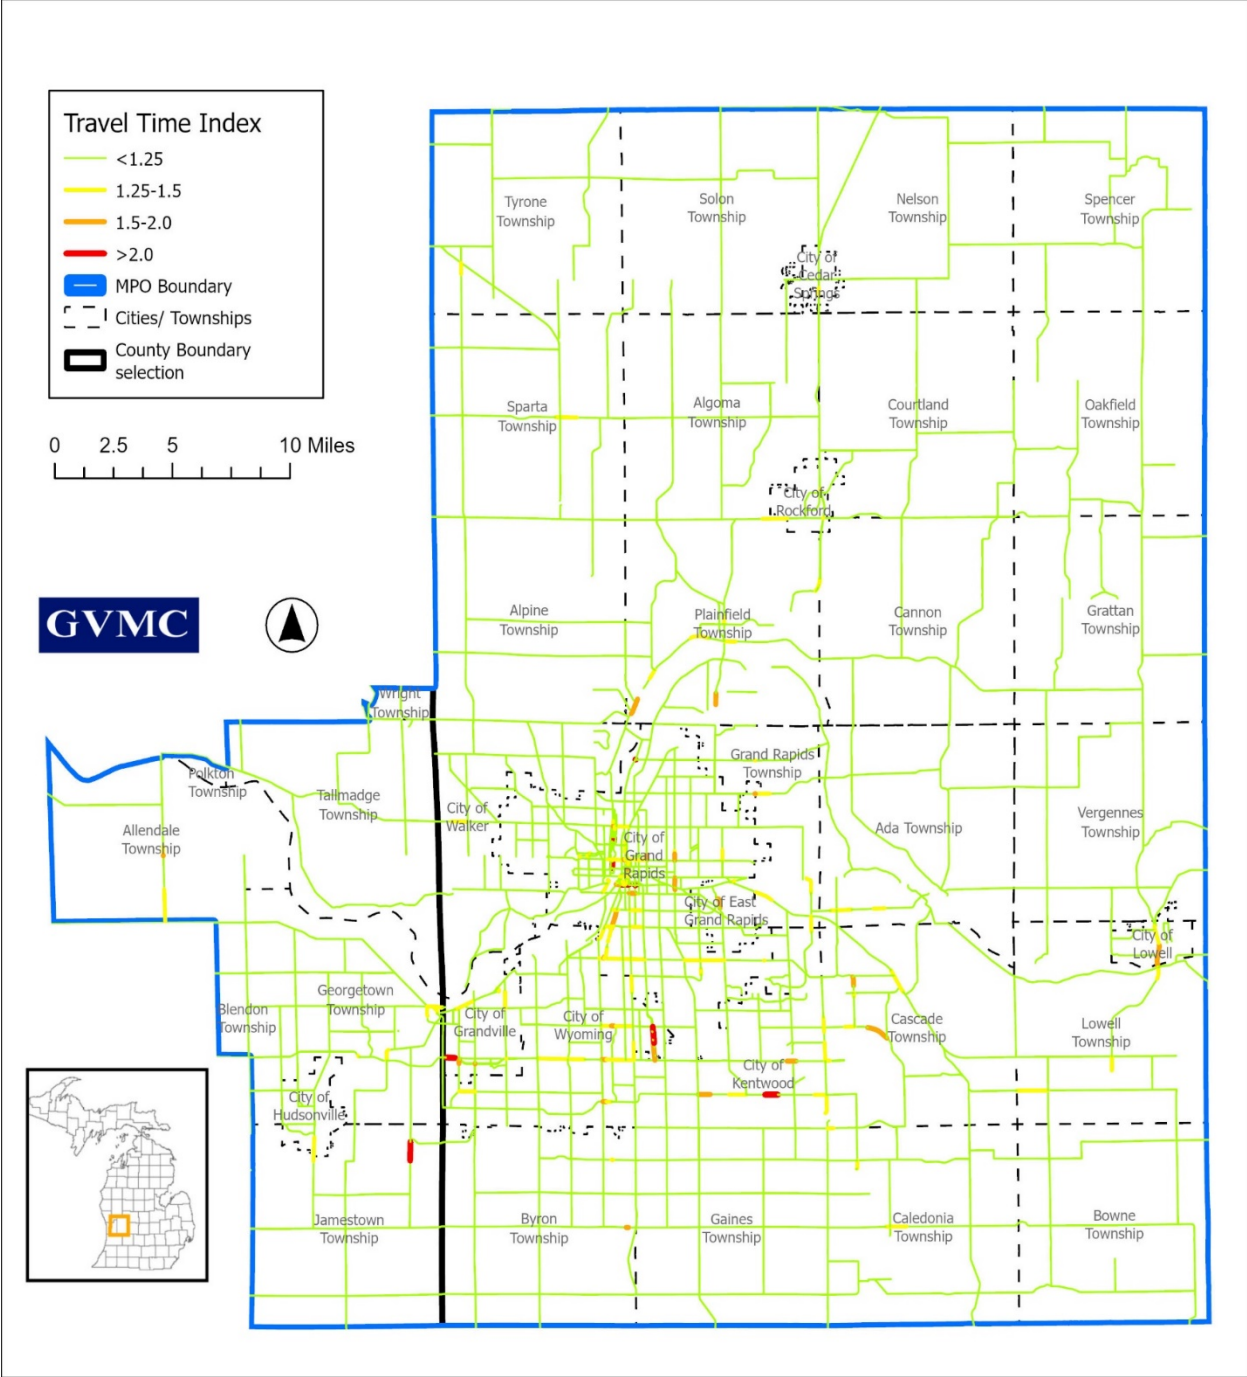 Travel Time Index
<1.25
1.25-1.5
1.5-2.0
>2.0
MPO Boundary
Cities/ Townships
County Boundary
selection
0 2.5 5 10 Miles
GVMC
Tyrone
Township
Solon
Township
Nelson
Township
Spencer
Township
City of
Cedar
Springs
Sparta
Township
Algoma
Township
Courtland
Township
Oakfield
Township
City of
Rockford
Alpine
Township
Plainfield
Township
Cannon
Township
Grattan
Township
Wright
Township
Polkton
Township
Tallmadge
Township
Allendale
Township
City of
Walker
Grand Rapids
Township
City of
Grand
Rapids
Ada Township
Vergennes
Township
City of East
Grand Rapids
City of
Lowell
Georgetown
Township
Blendon
Township
City of
Grandville
City of
Wyoming
Cascade
Township
Lowell
Township
City of
Kentwood
City of
Hudsonville
Jamestown
Township
Byron
Township
Gaines
Township
Caledonia
Township
Bowne
Township